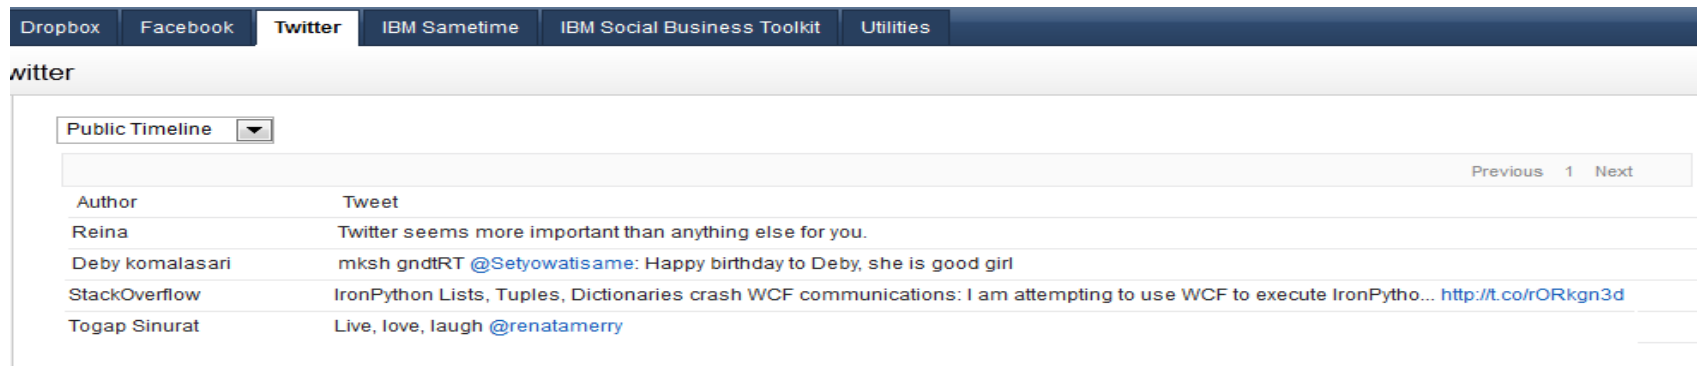 Dropbox Facebook Twitter IBM Sametime IBM Social Business Toolkit Utilities
witter
Public Timeline
Previous 1 Next
Author Tweet
Reina Twitter seems more important than anything else for you.
Deby komalasari mksh gndtRT @Setyowatisame: Happy birthday to Deby, she is good girl
StackOverflow IronPython Lists, Tuples, Dictionaries crash WCF communications: I am attempting to use WCF to execute IronPytho... http://t.co/rORkgn3d
Togap Sinurat Live, love, laugh @renatamerry